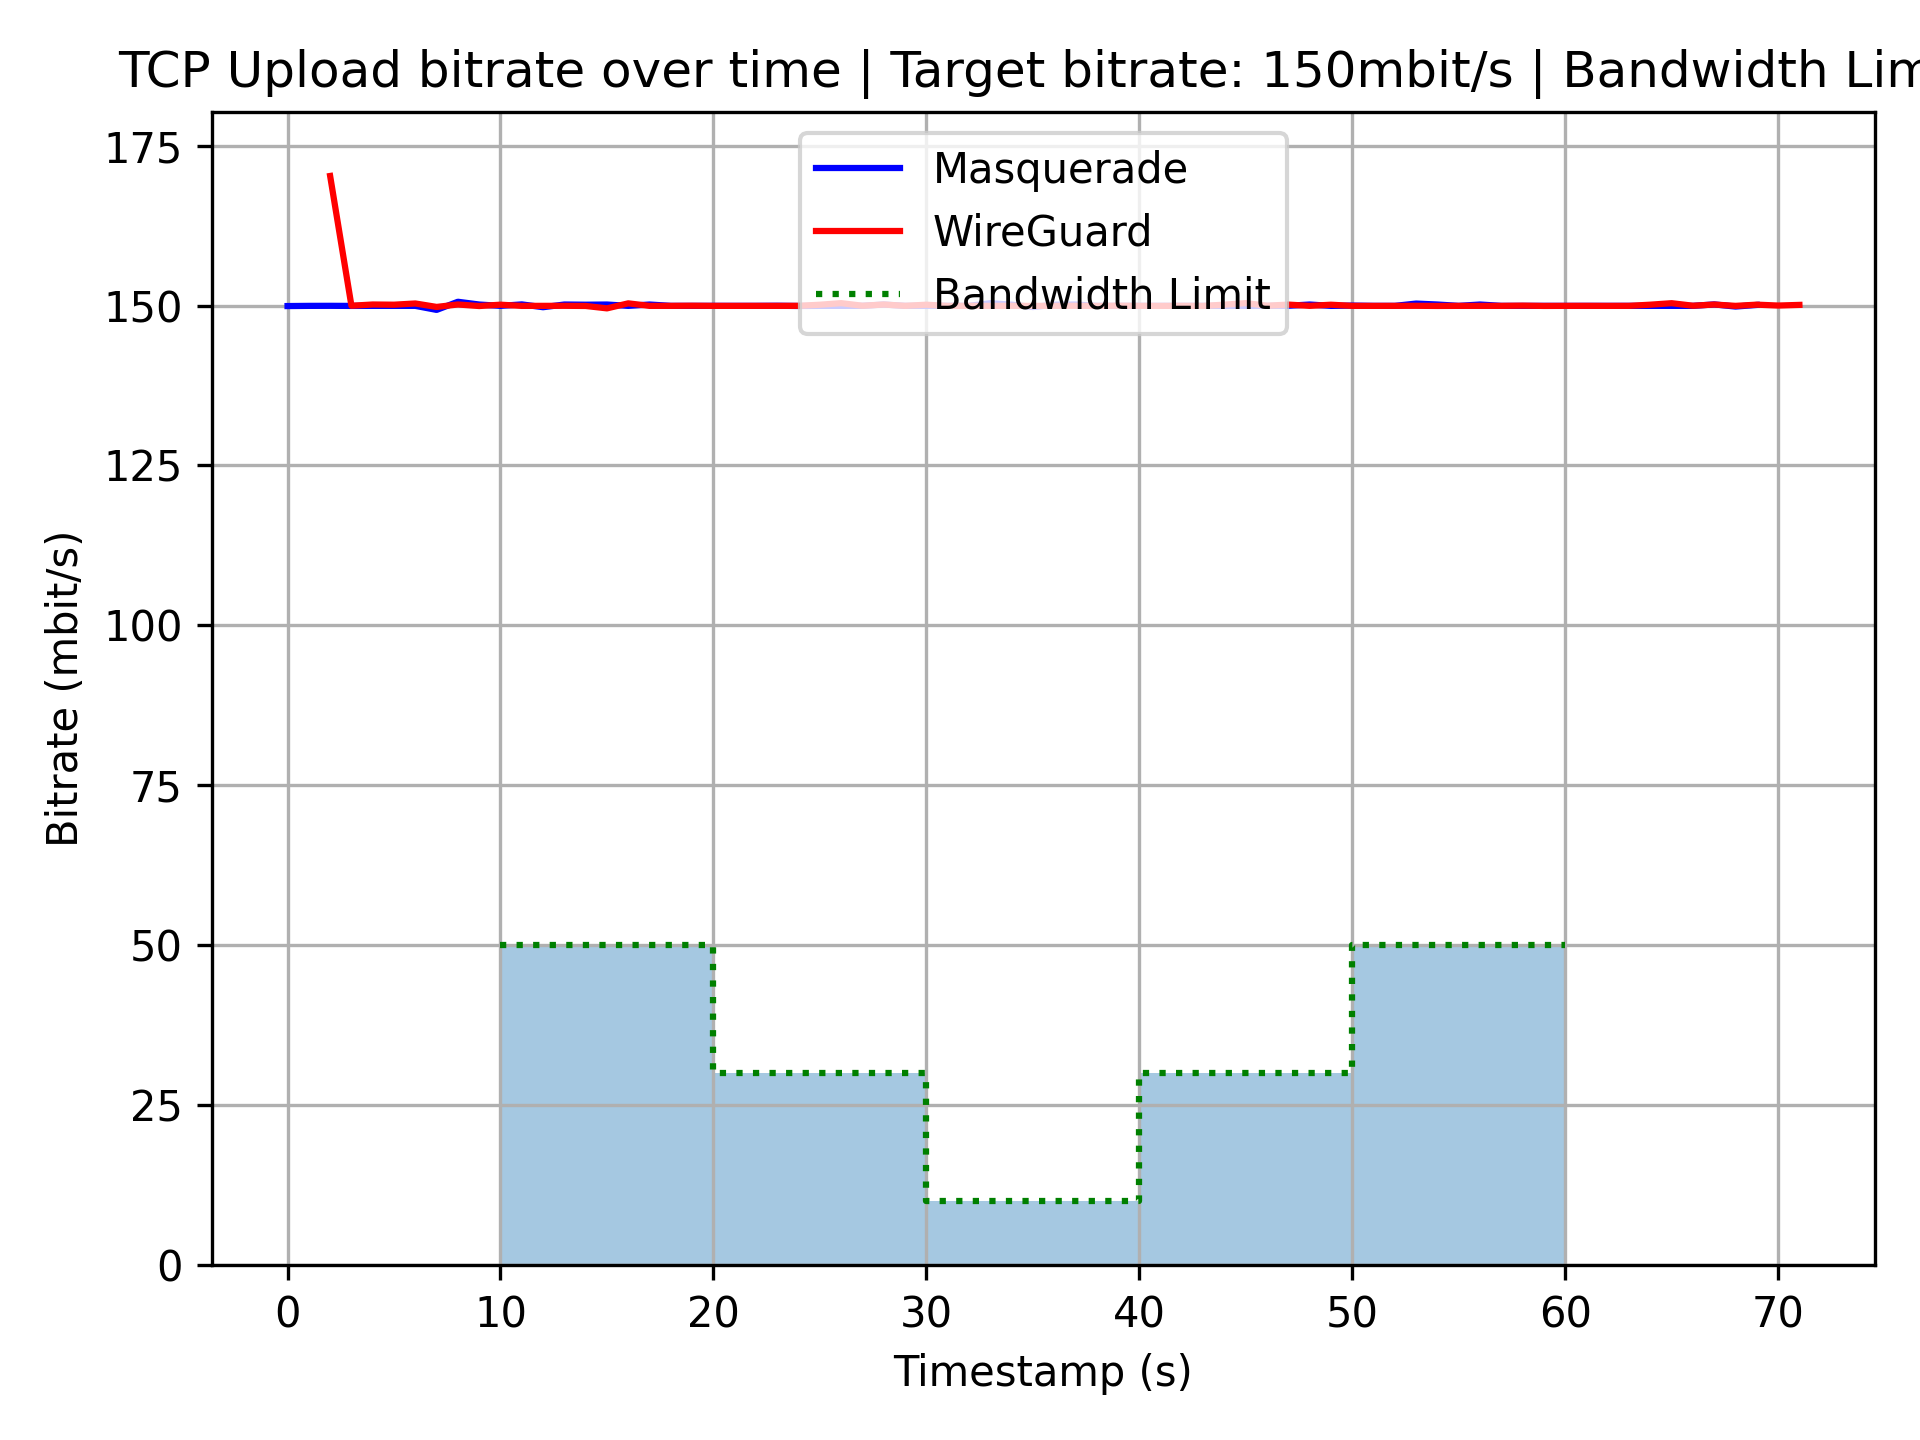 TCP Upload bitrate over time | Target bitrate: 150mbit/s | Bandwidth
Masquerade
WireGuard
Bandwidth Limit
175
150
125
100
75
50
25
0
Bitrate (mbit/s)
0 10 20 30 40 50 60 70
Timestamp (s)